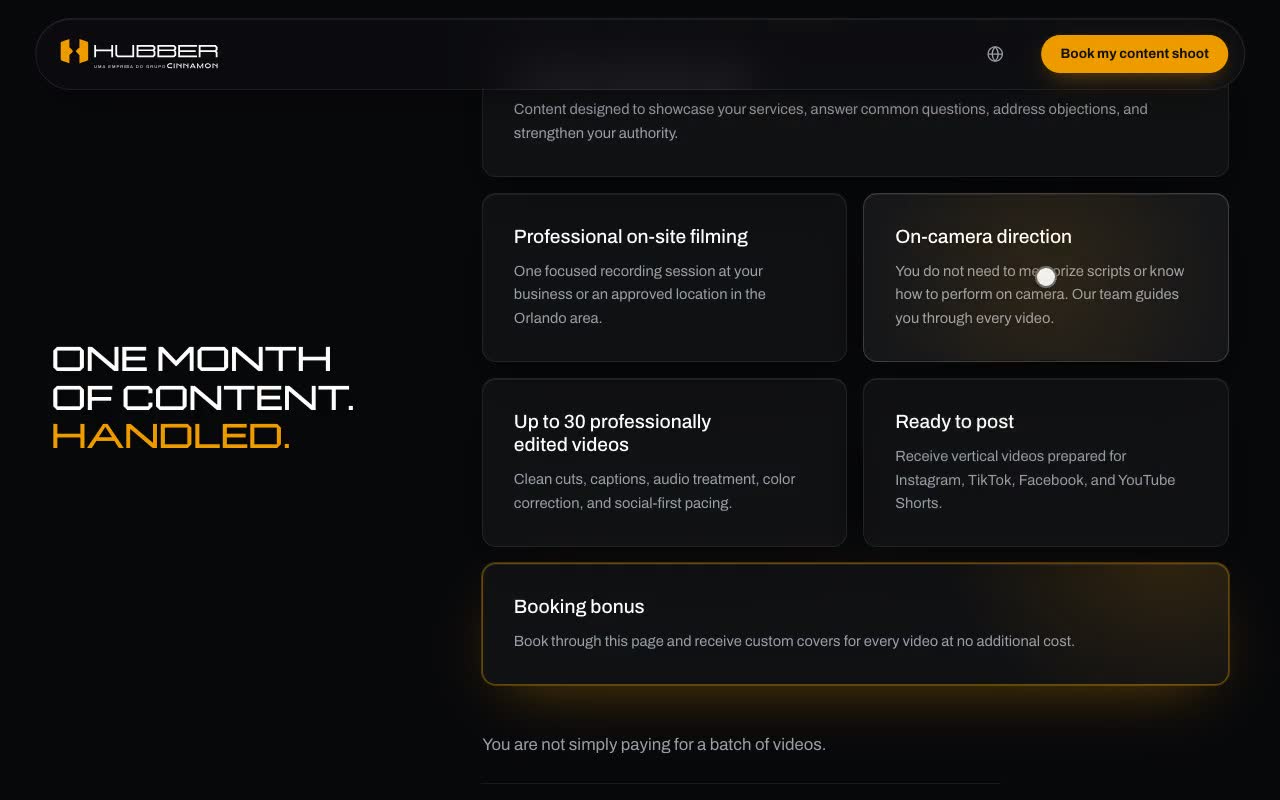 HUBBER
UMA EMPRESA DO GRUPO CINNAMON
Book my content shoot
Content designed to showcase your services, answer common questions, address objections, and
strengthen your authority.
Professional on-site filming
One focused recording session at your
business or an approved location in the
Orlando area.
On-camera direction
You do not need to memorize scripts or know
how to perform on camera. Our team guides
you through every video.
ONE MONTH
OF CONTENT.
HANDLED.
Up to 30 professionally
edited videos
Clean cuts, captions, audio treatment, color
correction, and social-first pacing.
Ready to post
Receive vertical videos prepared for
Instagram, TikTok, Facebook, and YouTube
Shorts.
Booking bonus
Book through this page and receive custom covers for every video at no additional cost.
You are not simply paying for a batch of videos.